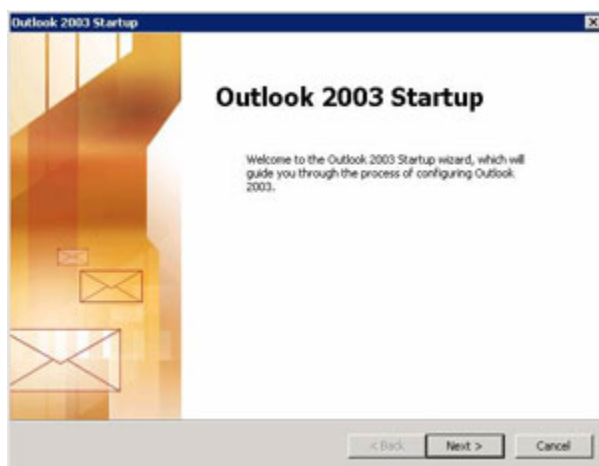 Outlook 2003 Startup
Outlook 2003 Startup
Welcome to the Outlook 2003 Startup wizard, which will
guide you through the process of configuring Outlook
2003.
< Back
Next >
Cancel